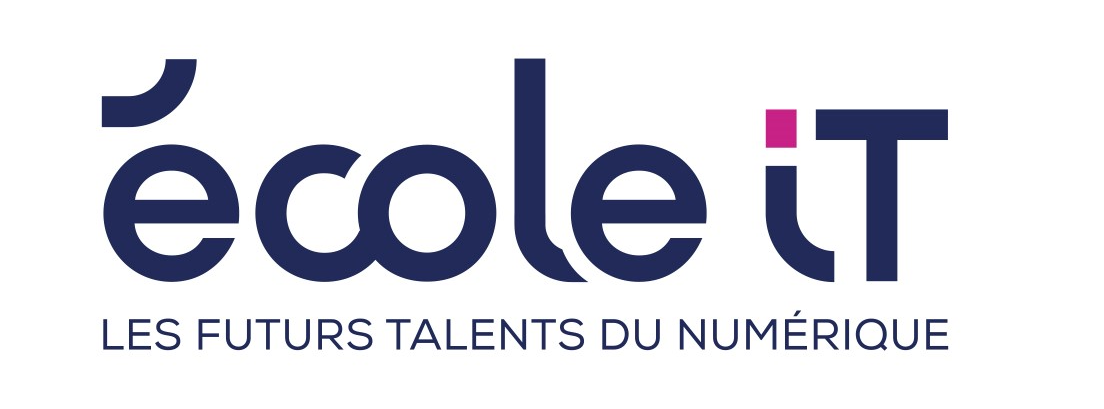 école iT
LES FUTURS TALENTS DU NUMÉRIQUE